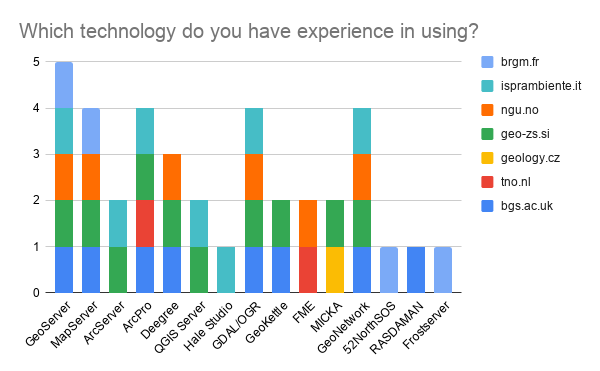 Which technology do you have experience in using?
5
4
3
2
1
0
GeoServer
MapServer
ArcServer
ArcPro
Deegree
QGIS Server
Hale Studio
GDAL/OGR
GeoKettle
FME
MICKA
GeoNetwork
52NorthSOS
RASDAMAN
Frostserver
brgm.fr
isprambiente.it
ngu.no
geo-zs.si
geology.cz
tno.nl
bgs.ac.uk